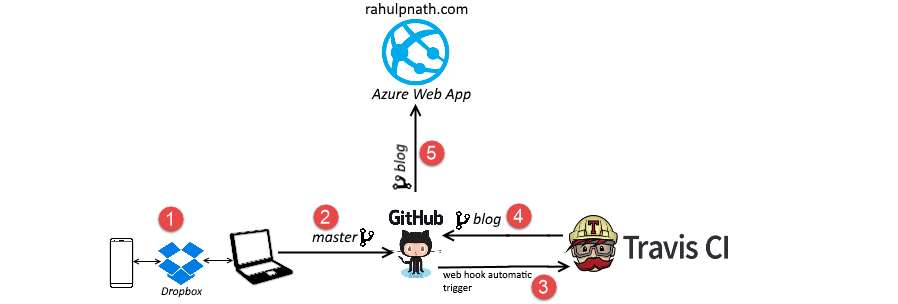 rahulpnath.com
Azure Web App
blog
5
1
2
GitHub
blog
4
master
T
Travis CI
web hook automatic
trigger
3
Dropbox